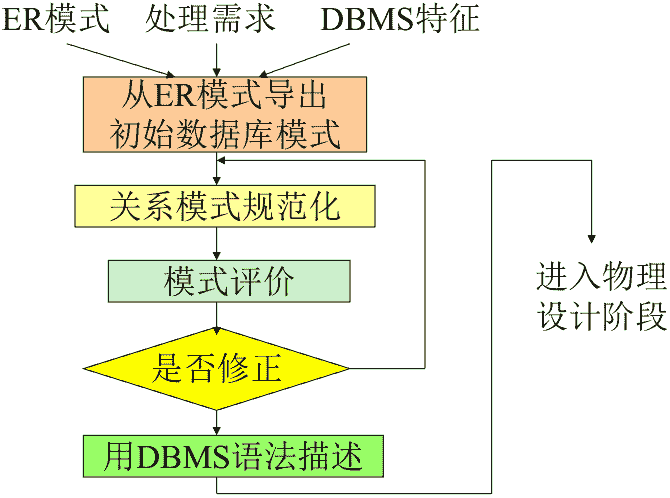 ER模式 处理需求 DBMS特征
从ER模式导出
初始数据库模式
关系模式规范化
模式评价
是否修正
用DBMS语法描述
进入物理
设计阶段